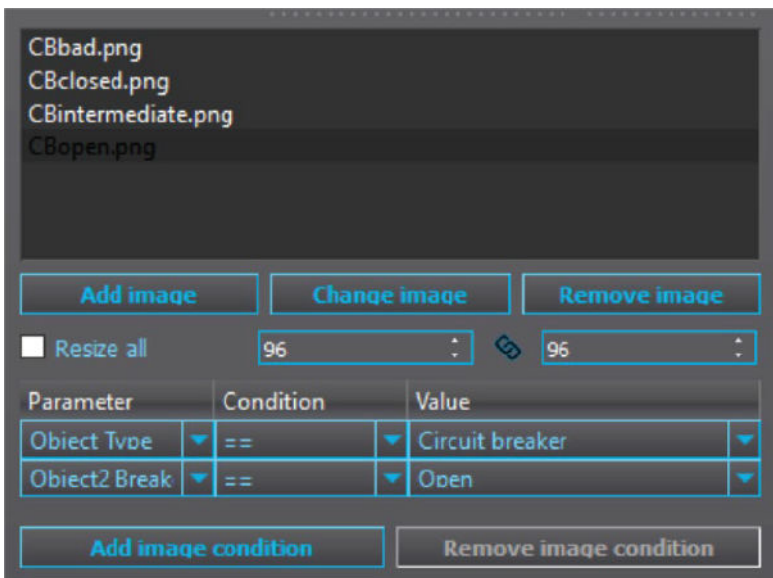 CBbad.png
CBclosed.png
CBintermediate.png
CBopen.png
Add image Change image Remove image
Resize all 96 96
Parameter Condition Value
Object Type == Circuit breaker
Object2 Break == Open
Add image condition Remove image condition